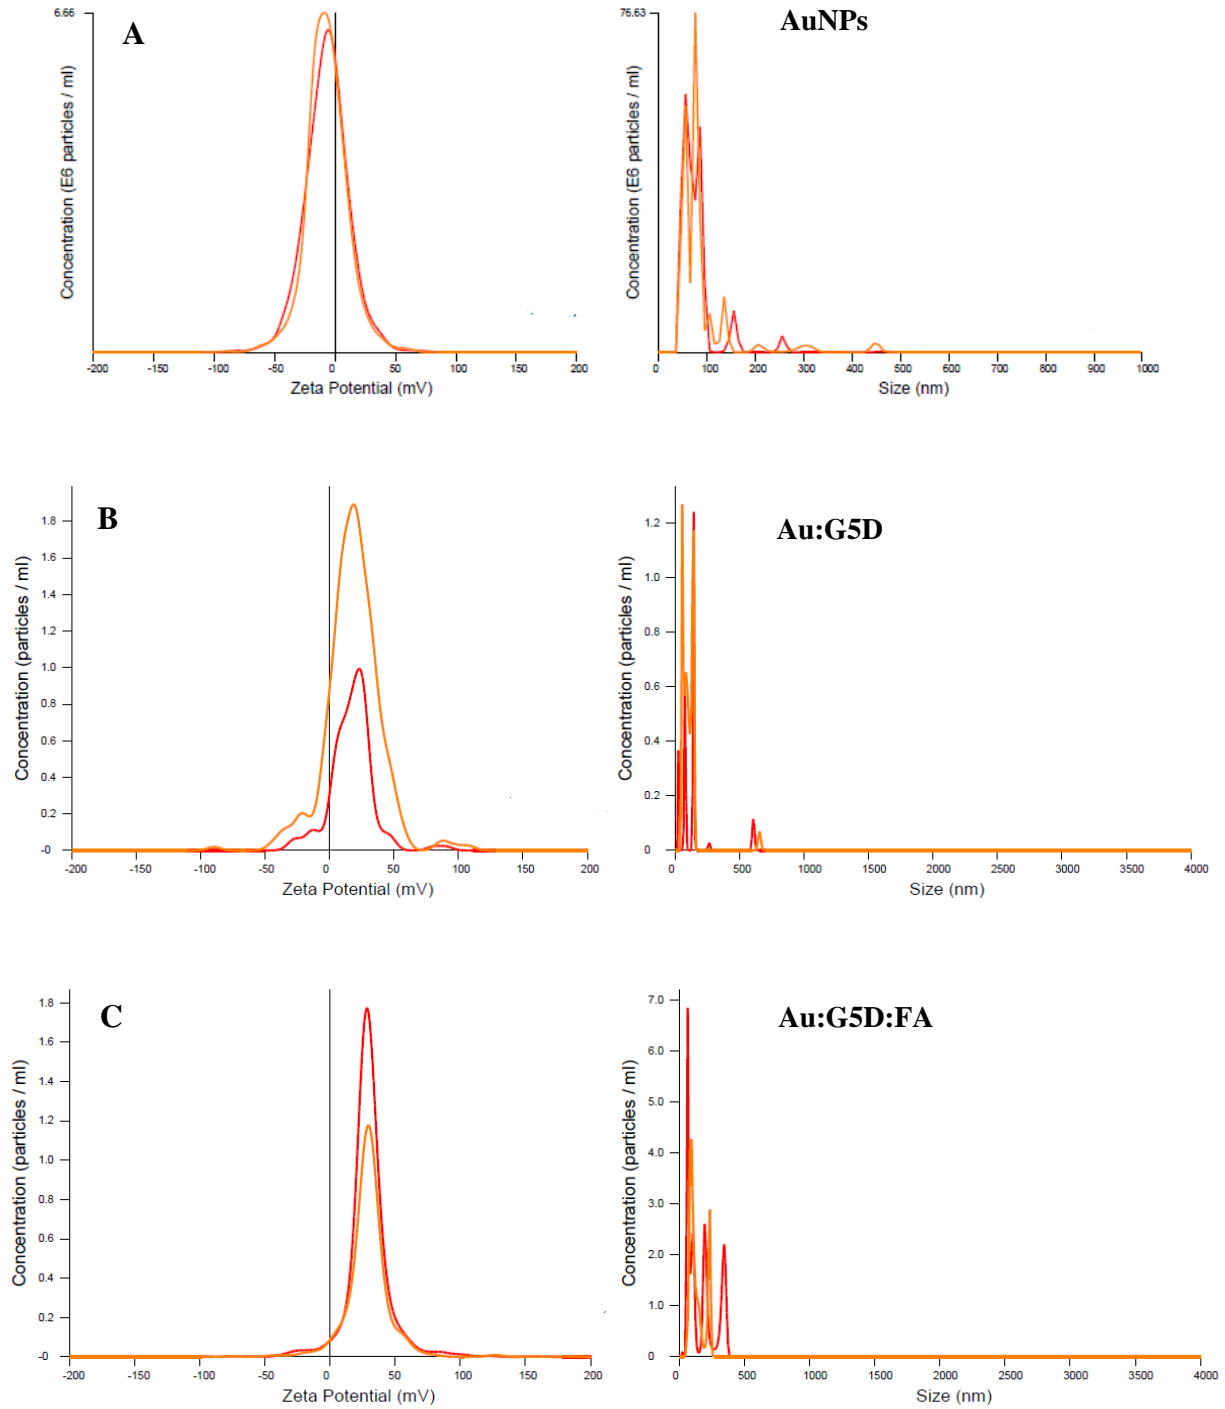 A
AuNPs
6.66
Concentration (E6 particles / ml)
-200 -150 -100 -50 0 50 100 150 200
Zeta Potential (mV)
76.63
Concentration (E6 particles / ml)
0 100 200 300 400 500 600 700 800 900 1000
Size (nm)
B
Au:G5D
1.8
1.6
1.4
1.2
1.0
0.8
0.6
0.4
0.2
-0
Concentration (particles / ml)
-200 -150 -100 -50 0 50 100 150 200
Zeta Potential (mV)
1.2
1.0
0.8
0.6
0.4
0.2
0
Concentration (particles / ml)
0 500 1000 1500 2000 2500 3000 3500 4000
Size (nm)
C
Au:G5D:FA
1.8
1.6
1.4
1.2
1.0
0.8
0.6
0.4
0.2
-0
Concentration (particles / ml)
-200 -150 -100 -50 0 50 100 150 200
Zeta Potential (mV)
7.0
6.0
5.0
4.0
3.0
2.0
1.0
0
Concentration (particles / ml)
0 500 1000 1500 2000 2500 3000 3500 4000
Size (nm)